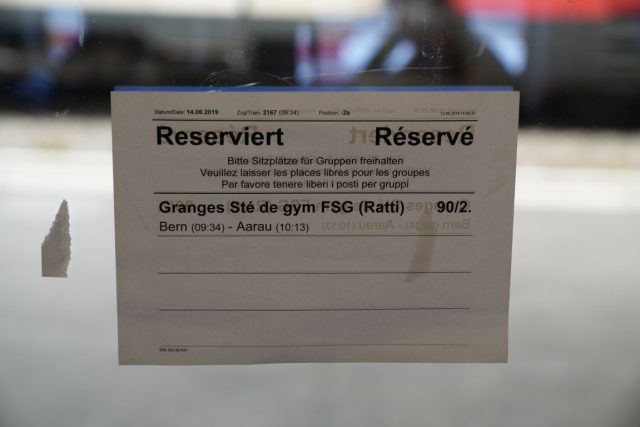 Datum/Date: 14.06.2019 Zug/Train: 2167 (09:34) Position: -2a
Reserviert Réservé
Bitte Sitzplätze für Gruppen freihalten
Veuillez laisser les places libres pour les groupes
Per favore tenere liberi i posti per gruppi
Granges Sté de gym FSG (Ratti) 90/2.
Bern (09:34) - Aarau (10:13)